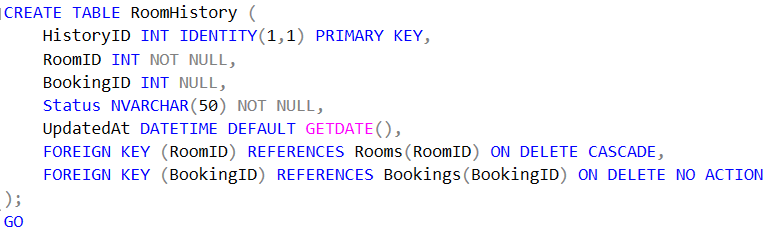 CREATE TABLE RoomHistory (
    HistoryID INT IDENTITY(1,1) PRIMARY KEY,
    RoomID INT NOT NULL,
    BookingID INT NULL,
    Status NVARCHAR(50) NOT NULL,
    UpdatedAt DATETIME DEFAULT GETDATE(),
    FOREIGN KEY (RoomID) REFERENCES Rooms(RoomID) ON DELETE CASCADE,
    FOREIGN KEY (BookingID) REFERENCES Bookings(BookingID) ON DELETE NO ACTION
);
GO